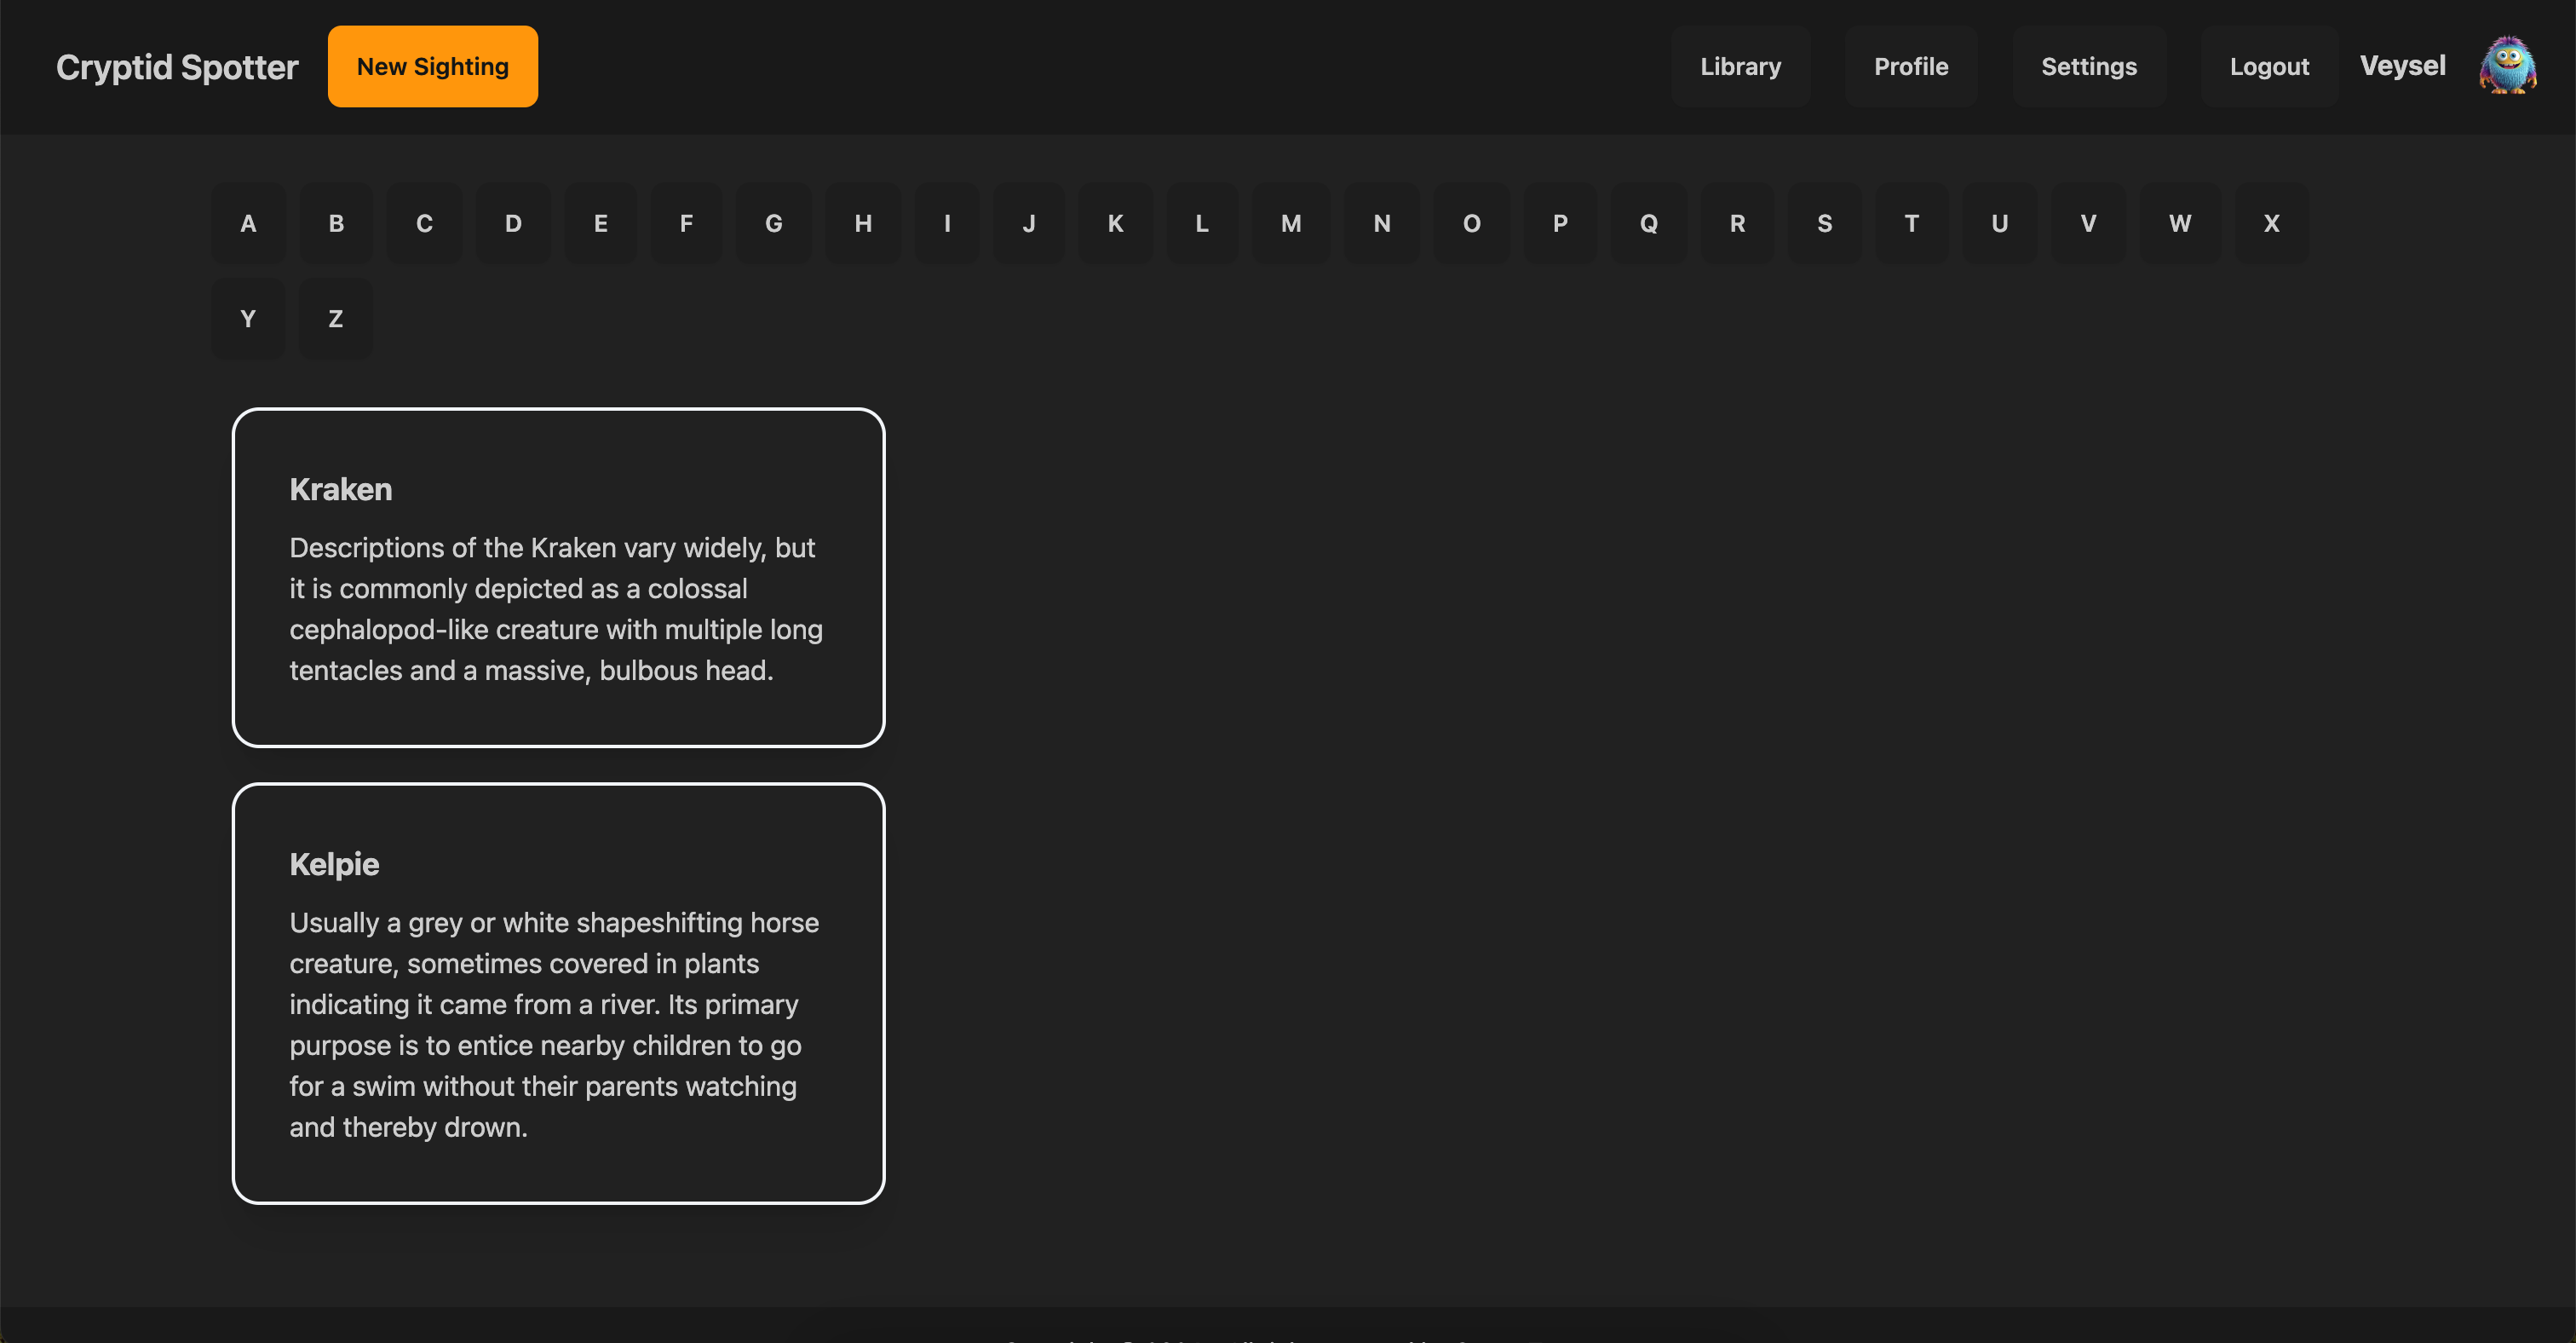 Cryptid Spotter New Sighting Library Profile Settings Logout Veysel
A B C D E F G H I J K L M N O P Q R S T U V W X
Y Z
Kraken
Descriptions of the Kraken vary widely, but
it is commonly depicted as a colossal
cephalopod-like creature with multiple long
tentacles and a massive, bulbous head.
Kelpie
Usually a grey or white shapeshifting horse
creature, sometimes covered in plants
indicating it came from a river. Its primary
purpose is to entice nearby children to go
for a swim without their parents watching
and thereby drown.